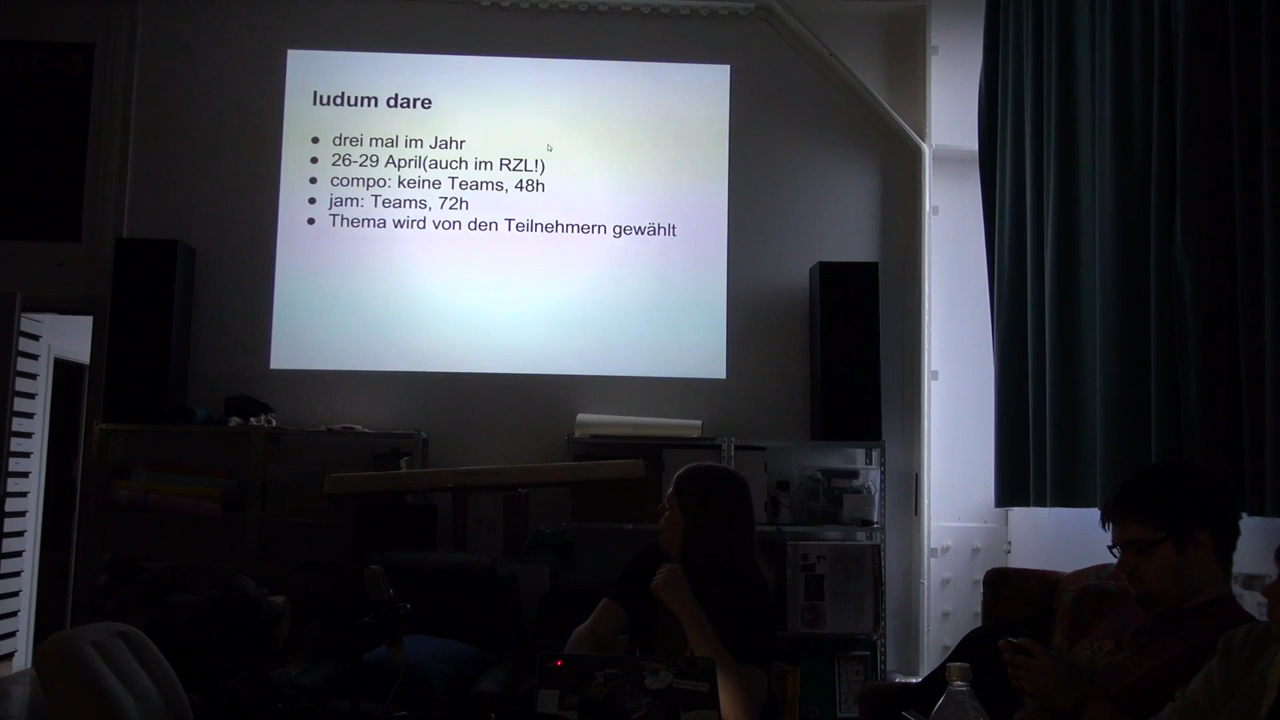 ludum dare
● drei mal im Jahr
● 26-29 April(auch im RZL!)
● compo: keine Teams, 48h
● jam: Teams, 72h
● Thema wird von den Teilnehmern gewählt